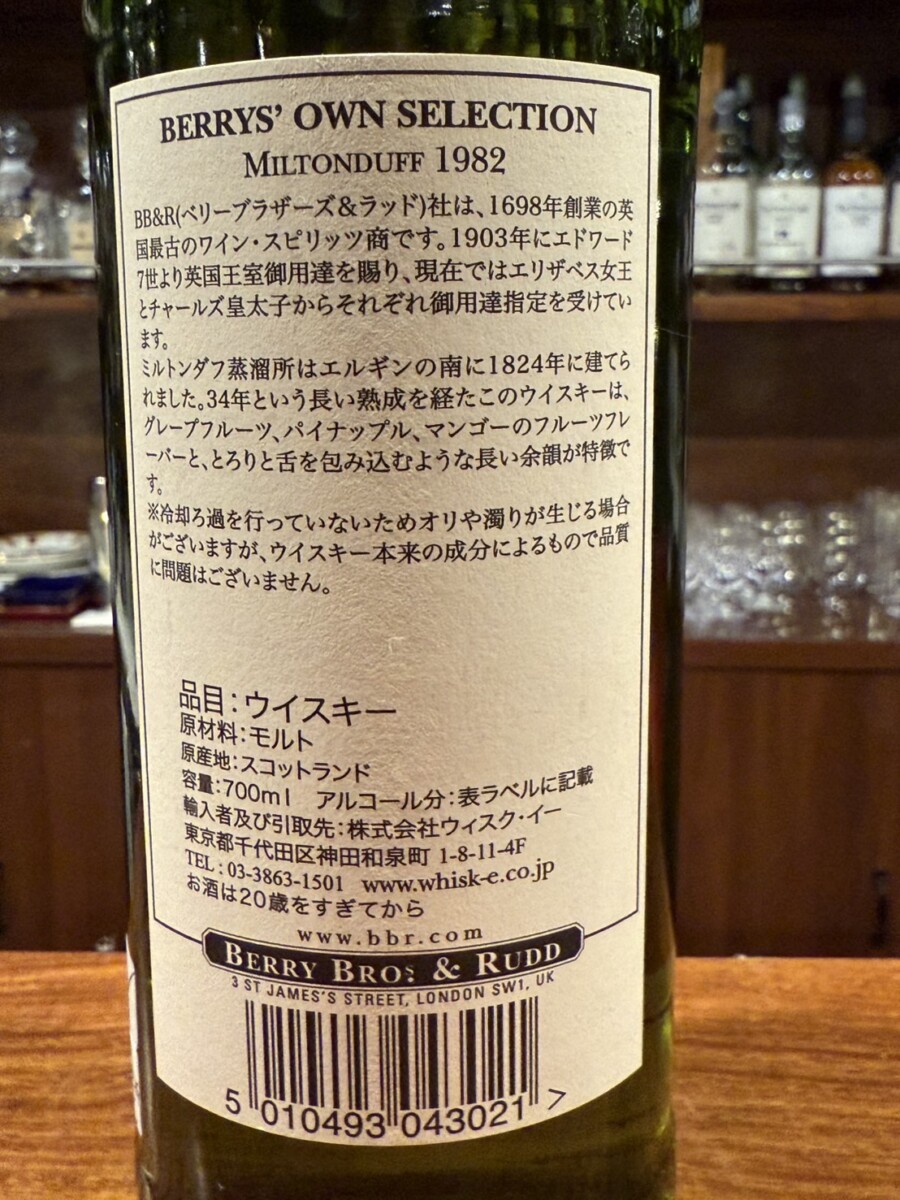 BERRYS' OWN SELECTION
MILTONDUFF 1982
BB&R(ベリーブラザーズ&ラッド)社は、1698年創業の英
国最古のワイン・スピリッツ商です。1903年にエドワード
7世より英国王室御用達を賜り、現在ではエリザベス女王
とチャールズ皇太子からそれぞれ御用達指定を受けてい
ます。
ミルトンダフ蒸溜所はエルギンの南に1824年に建てら
れました。34年という長い熟成を経たこのウイスキーは、
グレープフルーツ、パイナップル、マンゴーのフルーツフレ
ーバーと、とろりと舌を包み込むような長い余韻が特徴で
す。
※冷却ろ過を行っていないためオリや濁りが生じる場合
がございますが、ウイスキー本来の成分によるもので品質
に問題はございません。
品目:ウイスキー
原材料:モルト
原産地:スコットランド
容量:700ml アルコール分:表ラベルに記載
輸入者及び引取先:株式会社ウィスク・イー
東京都千代田区神田和泉町 1-8-11-4F
TEL : 03-3863-1501 www.whisk-e.co.jp
お酒は20歳をすぎてから
www.bbr.com
BERRY BROS & RUDD
3 ST JAMES'S STREET, LONDON SW1, UK
5 010493 043021 >